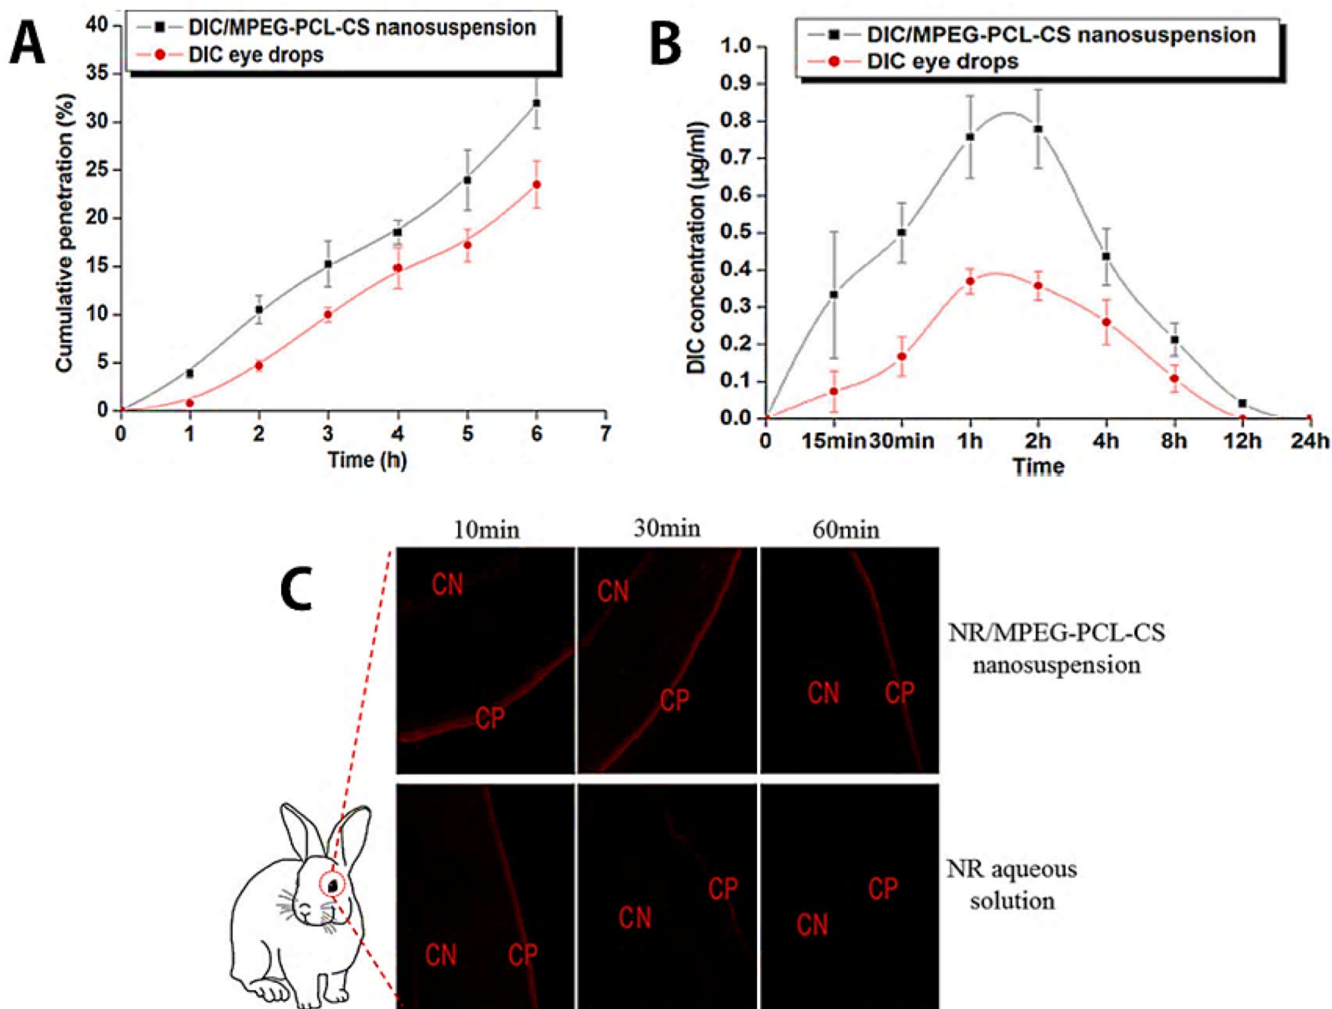 A
DIC/MPEG-PCL-CS nanosuspension
DIC eye drops
Cumulative penetration (%)
40
35
30
25
20
15
10
5
0
0 1 2 3 4 5 6 7
Time (h)
B
DIC/MPEG-PCL-CS nanosuspension
DIC eye drops
DIC concentration (µg/ml)
1.0
0.9
0.8
0.7
0.6
0.5
0.4
0.3
0.2
0.1
0.0
0 15min 30min 1h 2h 4h 8h 12h 24h
Time
C
10min 30min 60min
CN
CP
CN
CP
CN CP
NR/MPEG-PCL-CS
nanosuspension
CN CP
CP
CN
CP
CN
NR aqueous
solution